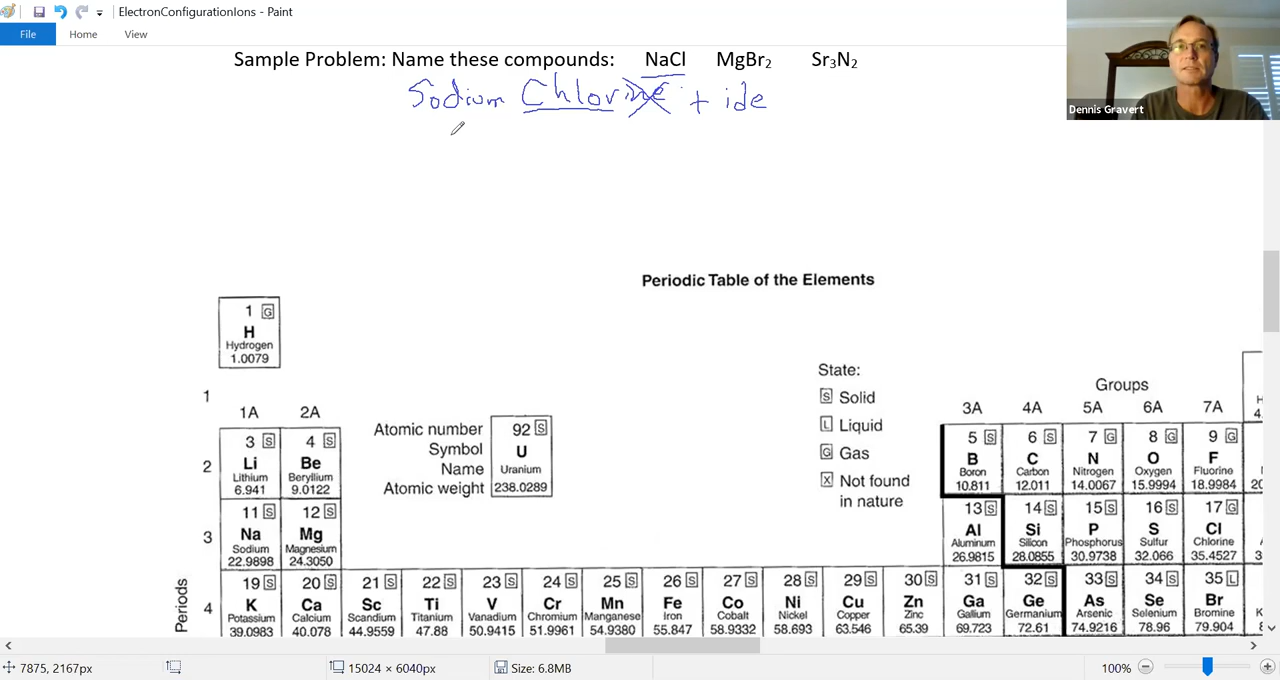 ElectronConfigurationIons - Paint
File Home View
Sample Problem: Name these compounds: NaCl MgBr₂ Sr₃N₂
Sodium Chlorine + ide
Dennis Gravert
Periodic Table of the Elements
1 G
H
Hydrogen
1.0079
State:
1
S Solid
Groups
1A 2A
L Liquid
3A 4A 5A 6A 7A
G Gas
X Not found
in nature
Atomic number 92 S
Symbol U
Name Uranium
Atomic weight 238.0289
2
3 S 4 S 5 S 6 S 7 G 8 G 9 G
Li Be B C N O F
Lithium Beryllium Boron Carbon Nitrogen Oxygen Fluorine
6.941 9.0122 10.811 12.011 14.0067 15.9994 18.9984
3
11 S 12 S 13 S 14 S 15 S 16 S 17 G
Na Mg Al Si P S Cl
Sodium Magnesium Aluminum Silicon Phosphorus Sulfur Chlorine
22.9898 24.3050 26.9815 28.0855 30.9738 32.066 35.4527
Periods
4
19 S 20 S 21 S 22 S 23 S 24 S 25 S 26 S 27 S 28 S 29 S 30 S 31 S 32 S 33 S 34 S 35 L
K Ca Sc Ti V Cr Mn Fe Co Ni Cu Zn Ga Ge As Se Br
Potassium Calcium Scandium Titanium Vanadium Chromium Manganese Iron Cobalt Nickel Copper Zinc Gallium Germanium Arsenic Selenium Bromine
39.0983 40.078 44.9559 47.88 50.9415 51.9961 54.9380 55.847 58.9332 58.693 63.546 65.39 69.723 72.61 74.9216 78.96 79.904
7875, 2167px 15024 × 6040px Size: 6.8MB 100%